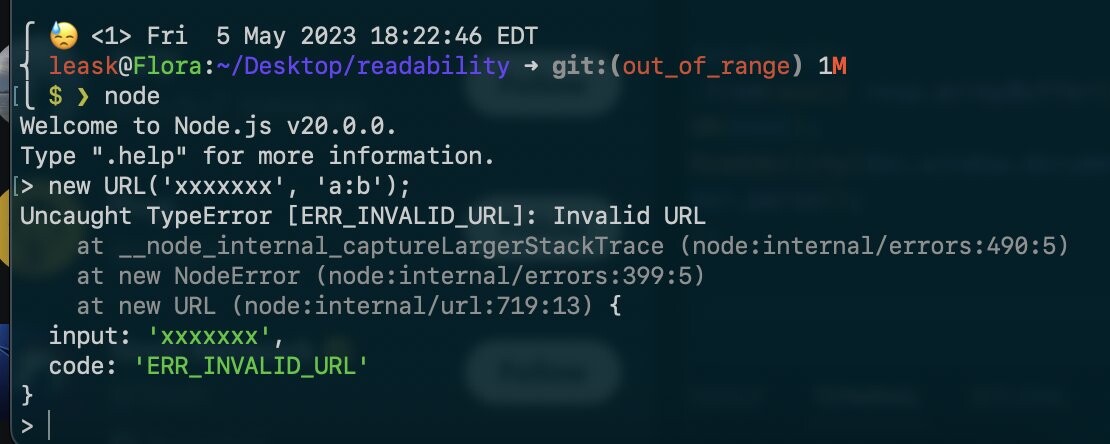 😓 <1> Fri  5 May 2023 18:22:46 EDT
leask@Flora:~/Desktop/readability → git:(out_of_range) 1M
$ ❯ node
Welcome to Node.js v20.0.0.
Type ".help" for more information.
> new URL('xxxxxxx', 'a:b');
Uncaught TypeError [ERR_INVALID_URL]: Invalid URL
    at __node_internal_captureLargerStackTrace (node:internal/errors:490:5)
    at new NodeError (node:internal/errors:399:5)
    at new URL (node:internal/url:719:13) {
  input: 'xxxxxxx',
  code: 'ERR_INVALID_URL'
}
>